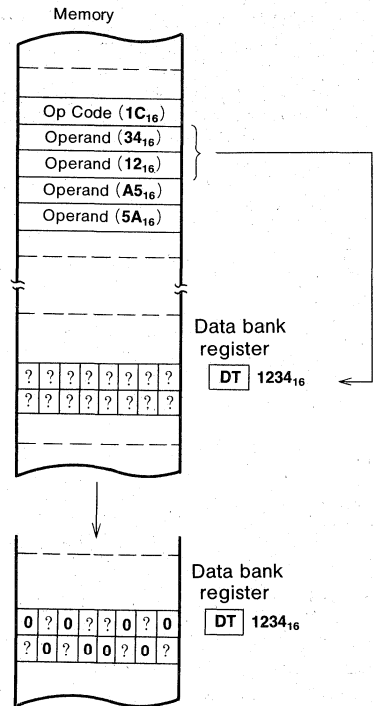 Memory
Op Code (1C₁₆)
Operand (34₁₆)
Operand (12₁₆)
Operand (A5₁₆)
Operand (5A₁₆)
Data bank
register
DT 1234₁₆
? ? ? ? ? ? ? ?
? ? ? ? ? ? ? ?
Data bank
register
DT 1234₁₆
0 ? 0 ? ? 0 ? 0
? 0 ? 0 0 ? 0 ?